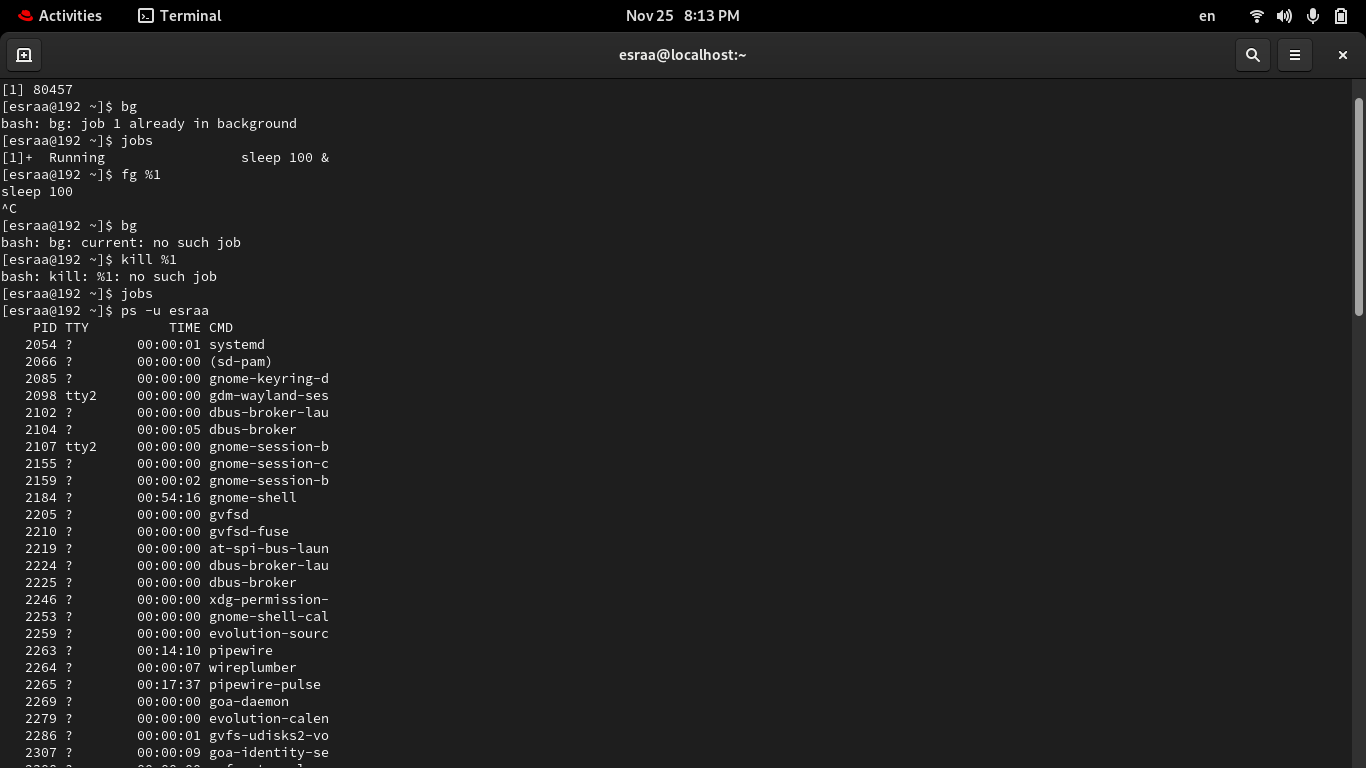 Activities Terminal Nov 25 8:13 PM en
esraa@localhost:~
[1] 80457
[esraa@192 ~]$ bg
bash: bg: job 1 already in background
[esraa@192 ~]$ jobs
[1]+  Running                 sleep 100 &
[esraa@192 ~]$ fg %1
sleep 100
^C
[esraa@192 ~]$ bg
bash: bg: current: no such job
[esraa@192 ~]$ kill %1
bash: kill: %1: no such job
[esraa@192 ~]$ jobs
[esraa@192 ~]$ ps -u esraa
    PID TTY          TIME CMD
   2054 ?        00:00:01 systemd
   2066 ?        00:00:00 (sd-pam)
   2085 ?        00:00:00 gnome-keyring-d
   2098 tty2     00:00:00 gdm-wayland-ses
   2102 ?        00:00:00 dbus-broker-lau
   2104 ?        00:00:05 dbus-broker
   2107 tty2     00:00:00 gnome-session-b
   2155 ?        00:00:00 gnome-session-c
   2159 ?        00:00:02 gnome-session-b
   2184 ?        00:54:16 gnome-shell
   2205 ?        00:00:00 gvfsd
   2210 ?        00:00:00 gvfsd-fuse
   2219 ?        00:00:00 at-spi-bus-laun
   2224 ?        00:00:00 dbus-broker-lau
   2225 ?        00:00:00 dbus-broker
   2246 ?        00:00:00 xdg-permission-
   2253 ?        00:00:00 gnome-shell-cal
   2259 ?        00:00:00 evolution-sourc
   2263 ?        00:14:10 pipewire
   2264 ?        00:00:07 wireplumber
   2265 ?        00:17:37 pipewire-pulse
   2269 ?        00:00:00 goa-daemon
   2279 ?        00:00:00 evolution-calen
   2286 ?        00:00:01 gvfs-udisks2-vo
   2307 ?        00:00:09 goa-identity-se